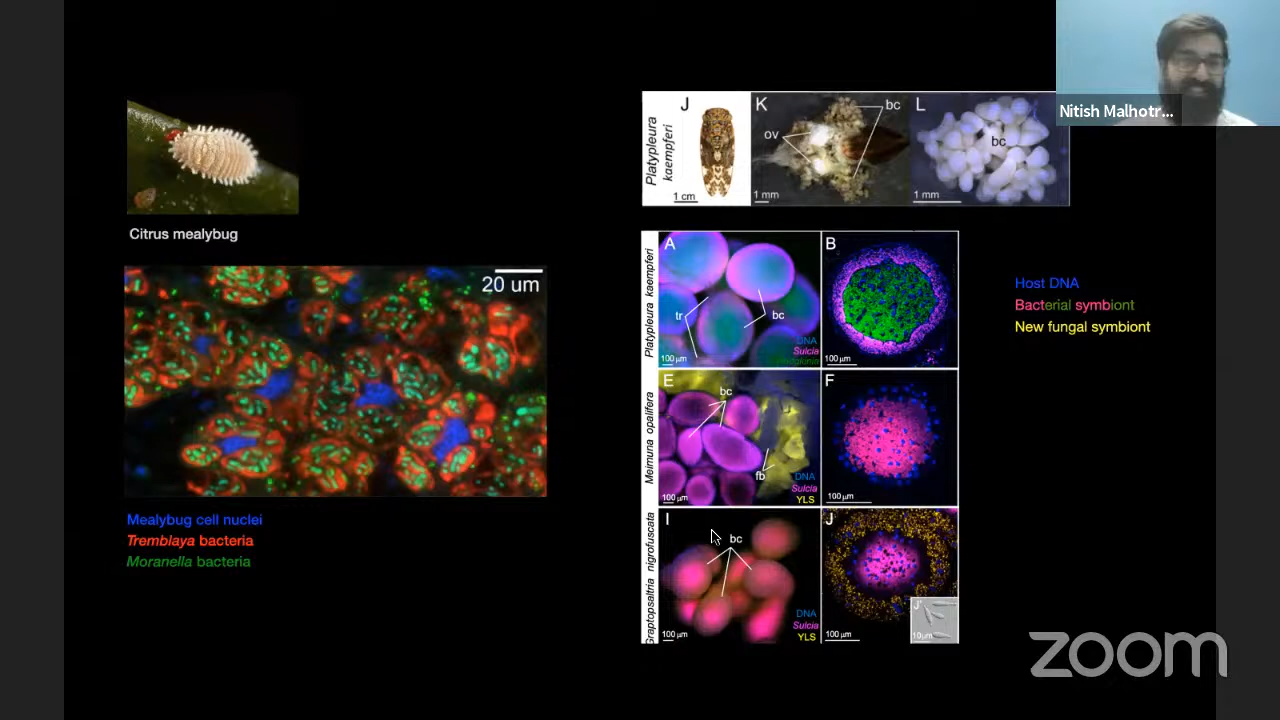 Nitish Malhotr...
Platypleura
kaempferi
J
1 cm
K
bc
ov
1 mm
L
bc
1 mm
Citrus mealybug
20 um
Mealybug cell nuclei
Tremblaya bacteria
Moranella bacteria
Platypleura kaempferi
A
tr
bc
DNA
Sulcia
100 μm
B
100 μm
Meimuna opalifera
E
bc
fb
DNA
Sulcia
YLS
100 μm
F
100 μm
Graptopsaltria nigrofuscata
I
bc
DNA
Sulcia
YLS
100 μm
J
100 μm
J'
10μm
Host DNA
Bacterial symbiont
New fungal symbiont
zoom